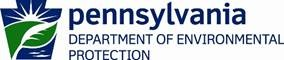 pennsylvania
DEPARTMENT OF ENVIRONMENTAL
PROTECTION